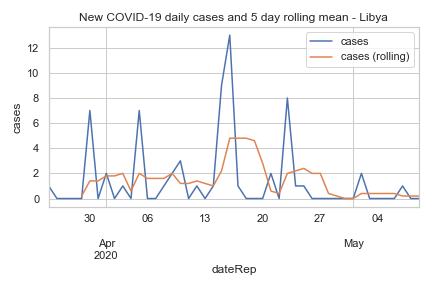 New COVID-19 daily cases and 5 day rolling mean - Libya
cases
cases (rolling)
12
10
8
6
4
2
0
cases
30
06
13
20
27
04
Apr
2020
May
dateRep